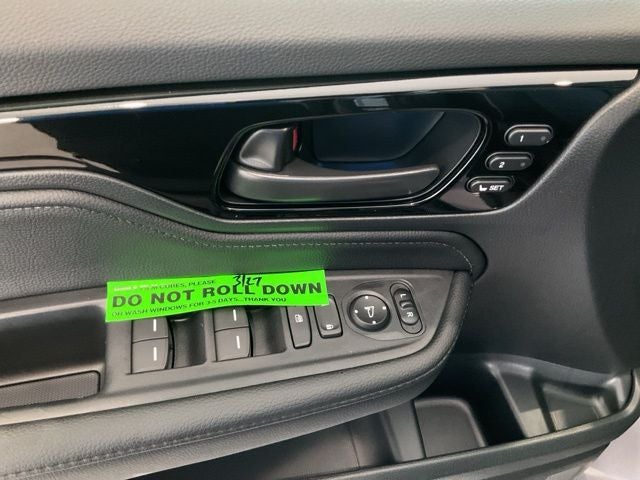 1
2
SET
CURES, PLEASE 3/27
DO NOT ROLL DOWN
OR WASH WINDOWS FOR 3-5 DAYS...THANK YOU
L R